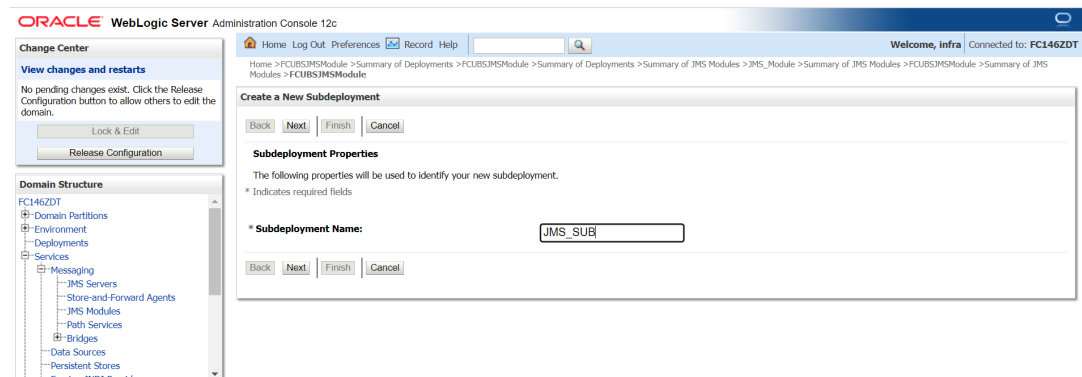 ORACLE WebLogic Server Administration Console 12c
Change Center
View changes and restarts
No pending changes exist. Click the Release
Configuration button to allow others to edit the
domain.
Lock & Edit
Release Configuration
Domain Structure
FC146ZDT
Domain Partitions
Environment
Deployments
Services
Messaging
JMS Servers
Store-and-Forward Agents
JMS Modules
Path Services
Bridges
Data Sources
Persistent Stores
Home Log Out Preferences Record Help
Welcome, infra Connected to: FC146ZDT
Home >FCUBSJMSModule >Summary of Deployments >FCUBSJMSModule >Summary of Deployments >Summary of JMS Modules >JMS_Module >Summary of JMS Modules >FCUBSJMSModule >Summary of JMS
Modules >FCUBSJMSModule
Create a New Subdeployment
Back Next Finish Cancel
Subdeployment Properties
The following properties will be used to identify your new subdeployment.
* Indicates required fields
* Subdeployment Name: JMS_SUB
Back Next Finish Cancel